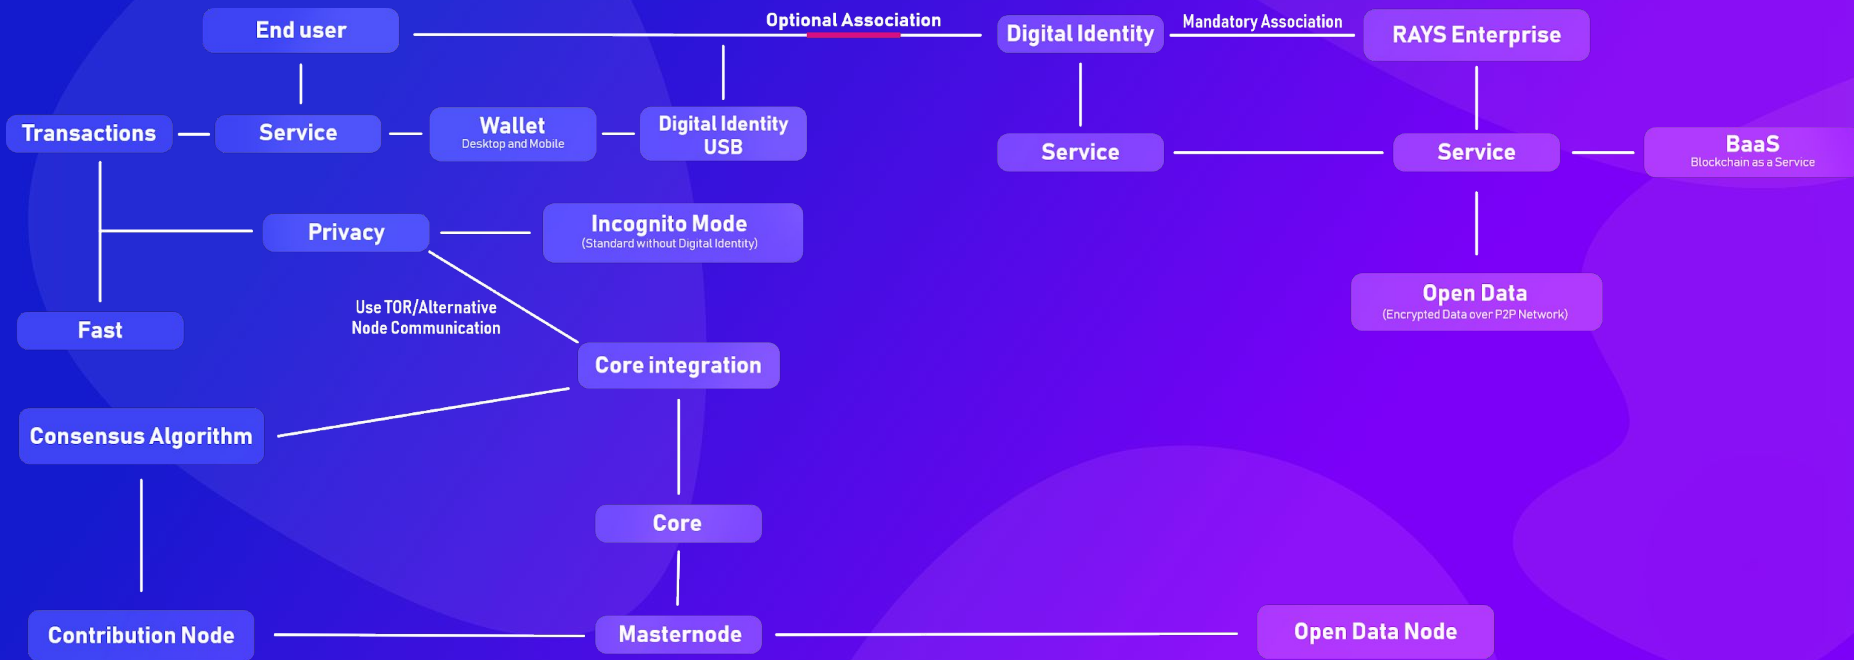 End user
Optional Association
Digital Identity
Mandatory Association
RAYS Enterprise
Transactions
Service
Wallet
Desktop and Mobile
Digital Identity
USB
Service
Service
BaaS
Blockchain as a Service
Privacy
Incognito Mode
(Standard without Digital Identity)
Use TOR/Alternative
Node Communication
Open Data
(Encrypted Data over P2P Network)
Fast
Core integration
Consensus Algorithm
Core
Contribution Node
Masternode
Open Data Node